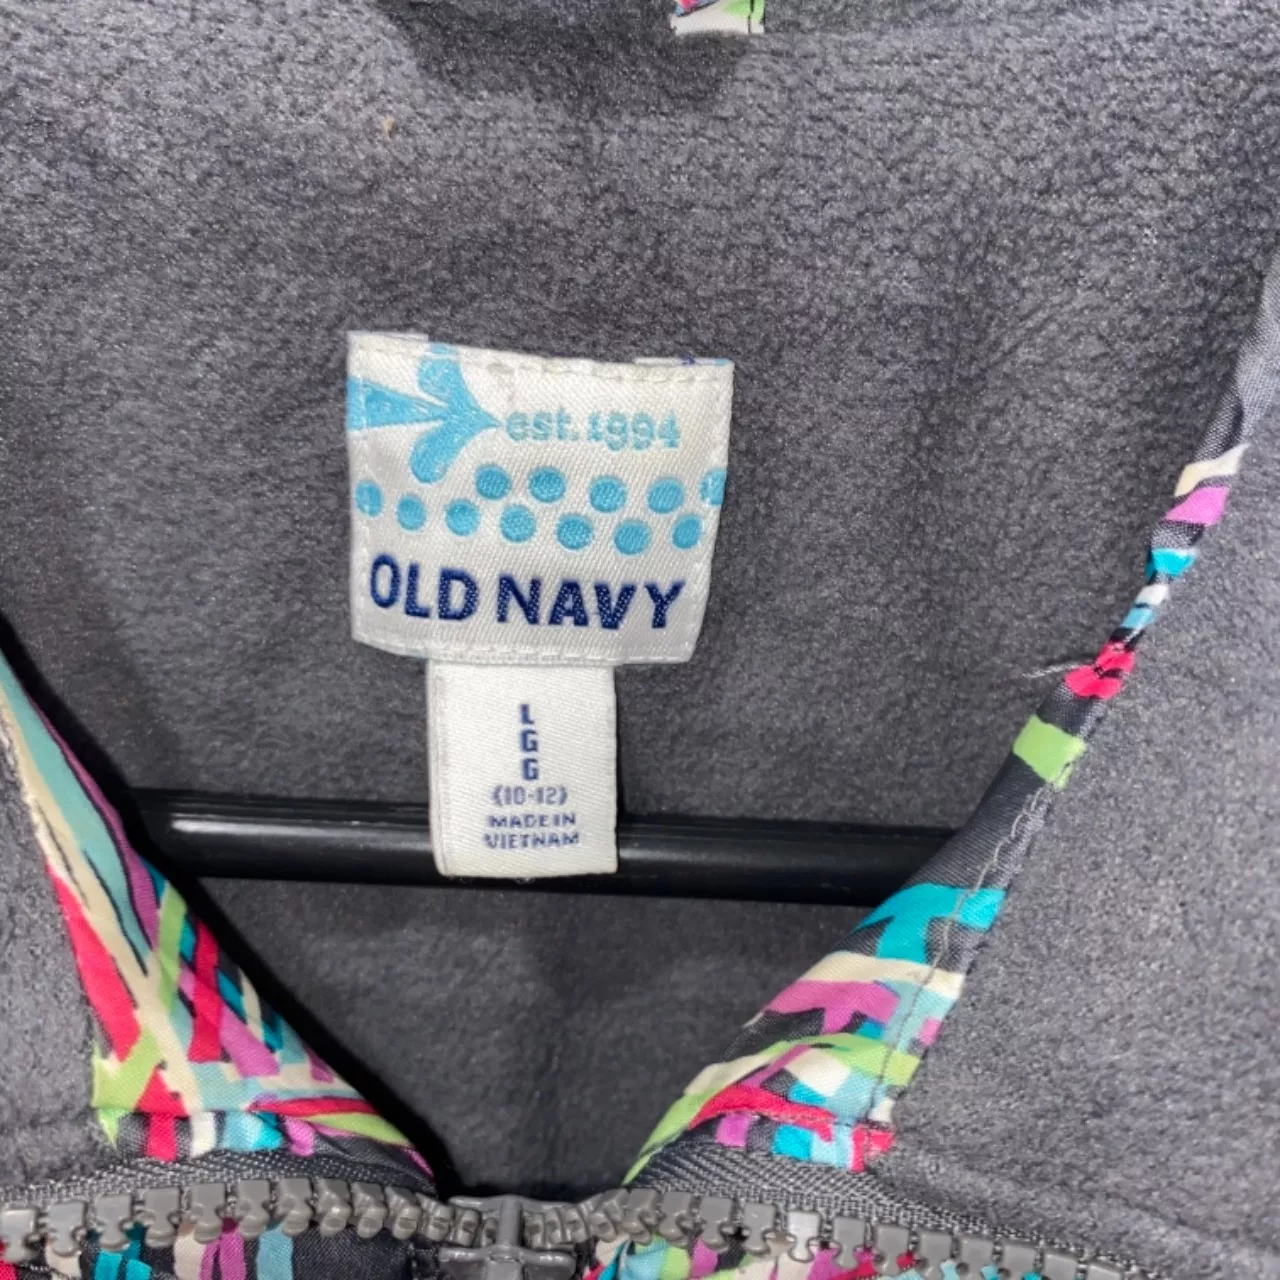 est. 1994
OLD NAVY
L
G
G
(10-12)
MADE IN
VIETNAM